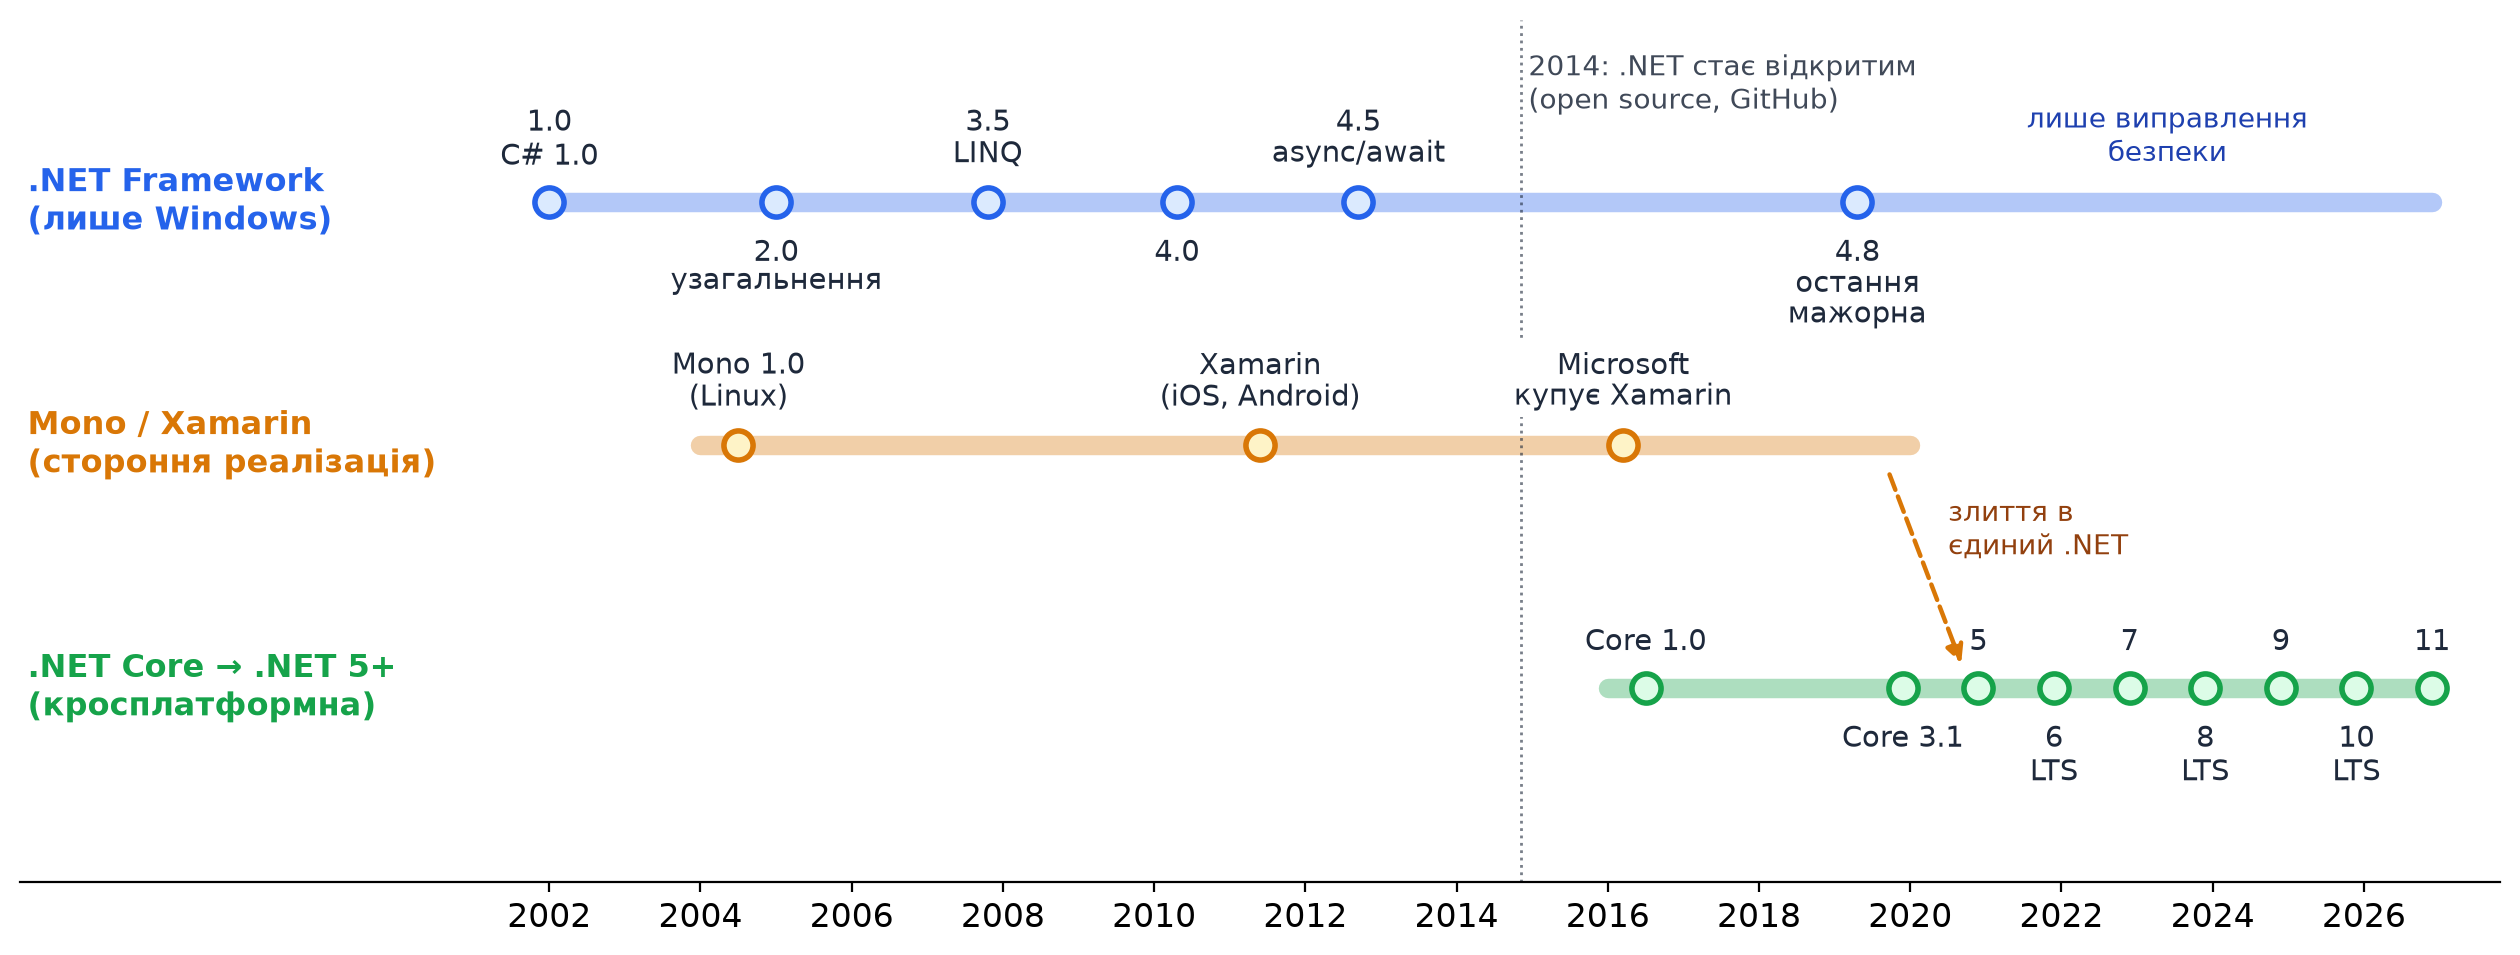 2014: .NET стає відкритим
(open source, GitHub)
.NET Framework
(лише Windows)
1.0
C# 1.0
2.0
узагальнення
3.5
LINQ
4.0
4.5
async/await
4.8
остання
мажорна
лише виправлення
безпеки
Mono / Xamarin
(стороння реалізація)
Mono 1.0
(Linux)
Xamarin
(iOS, Android)
Microsoft
купує Xamarin
злиття в
єдиний .NET
.NET Core → .NET 5+
(кросплатформна)
Core 1.0
Core 3.1
5
6
LTS
7
8
LTS
9
10
LTS
11
2002 2004 2006 2008 2010 2012 2014 2016 2018 2020 2022 2024 2026